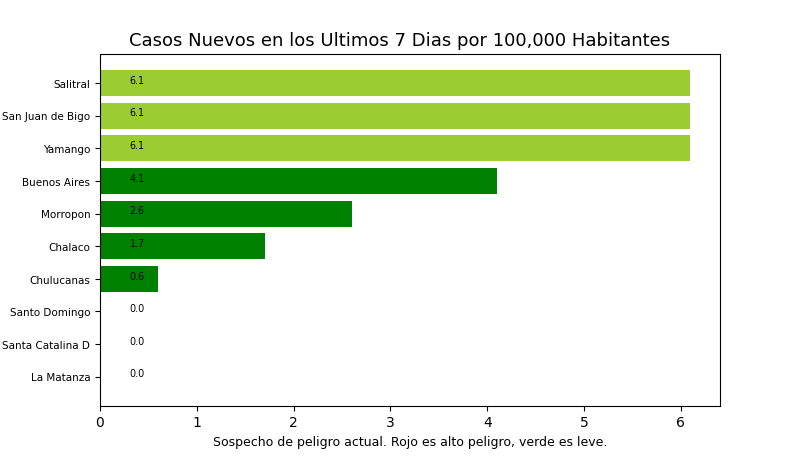 Casos Nuevos en los Ultimos 7 Dias por 100,000 Habitantes
Salitral 6.1
San Juan de Bigo 6.1
Yamango 6.1
Buenos Aires 4.1
Morropon 2.6
Chalaco 1.7
Chulucanas 0.6
Santo Domingo 0.0
Santa Catalina D 0.0
La Matanza 0.0
0 1 2 3 4 5 6
Sospecho de peligro actual. Rojo es alto peligro, verde es leve.